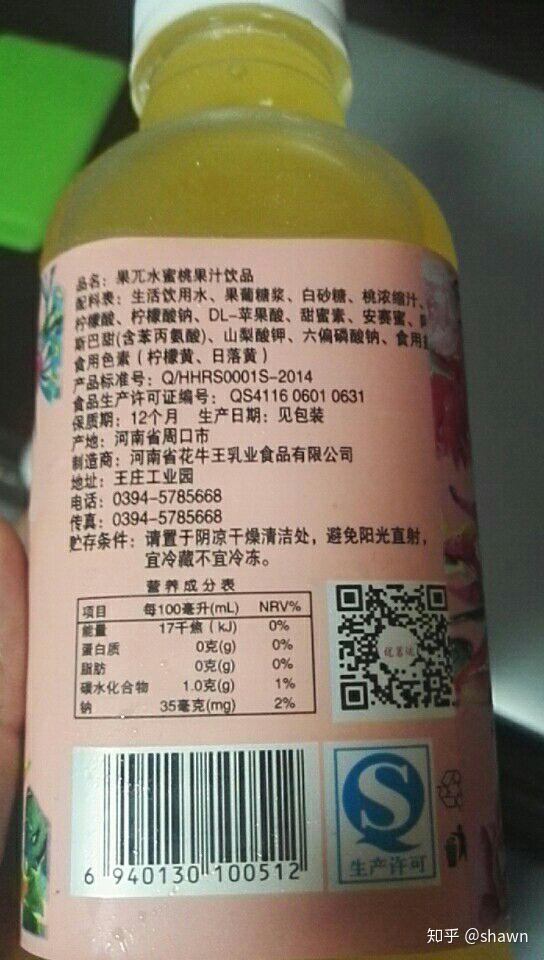 品名：果兀水蜜桃果汁饮品
配料表：生活饮用水、果葡糖浆、白砂糖、桃浓缩汁、
柠檬酸、柠檬酸钠、DL-苹果酸、甜蜜素、安赛蜜、
斯巴甜(含苯丙氨酸)、山梨酸钾、六偏磷酸钠、食用
食用色素（柠檬黄、日落黄）
产品标准号：Q/HHRS0001S-2014
食品生产许可证编号： QS4116 0601 0631
保质期：12个月 生产日期：见包装
产地：河南省周口市
制造商：河南省花牛王乳业食品有限公司
地址：王庄工业园
电话：0394-5785668
传真：0394-5785668
贮存条件：请置于阴凉干燥清洁处，避免阳光直射，
宜冷藏不宜冷冻。
营养成分表
项目 每100毫升(mL) NRV%
能量 17千焦（kJ） 0%
蛋白质 0克(g) 0%
脂肪 0克(g) 0%
碳水化合物 1.0克(g) 1%
钠 35毫克(mg) 2%
6 940130 100512
生产许可
知乎 @shawn